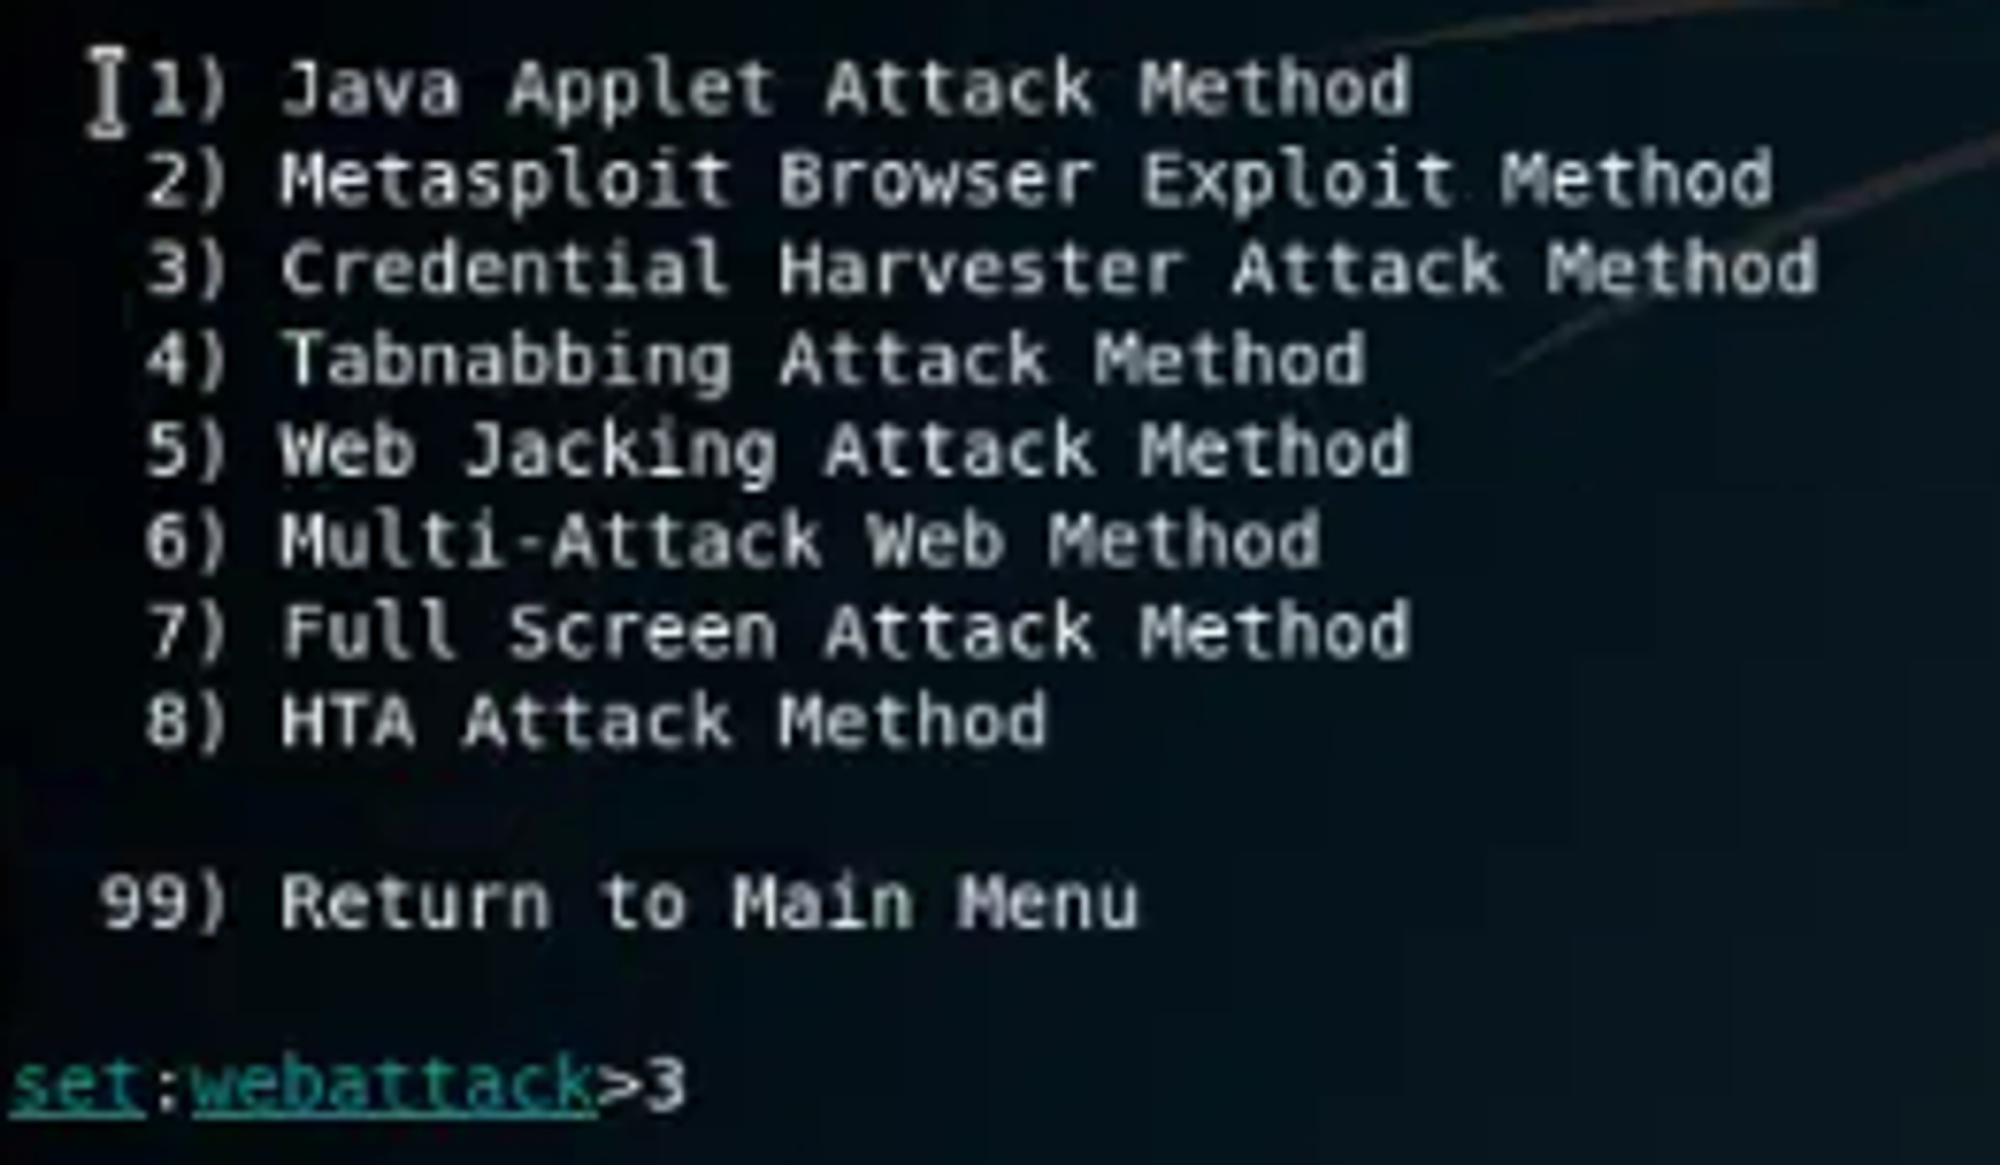 1) Java Applet Attack Method
2) Metasploit Browser Exploit Method
3) Credential Harvester Attack Method
4) Tabnabbing Attack Method
5) Web Jacking Attack Method
6) Multi-Attack Web Method
7) Full Screen Attack Method
8) HTA Attack Method
99) Return to Main Menu
set:webattack>3